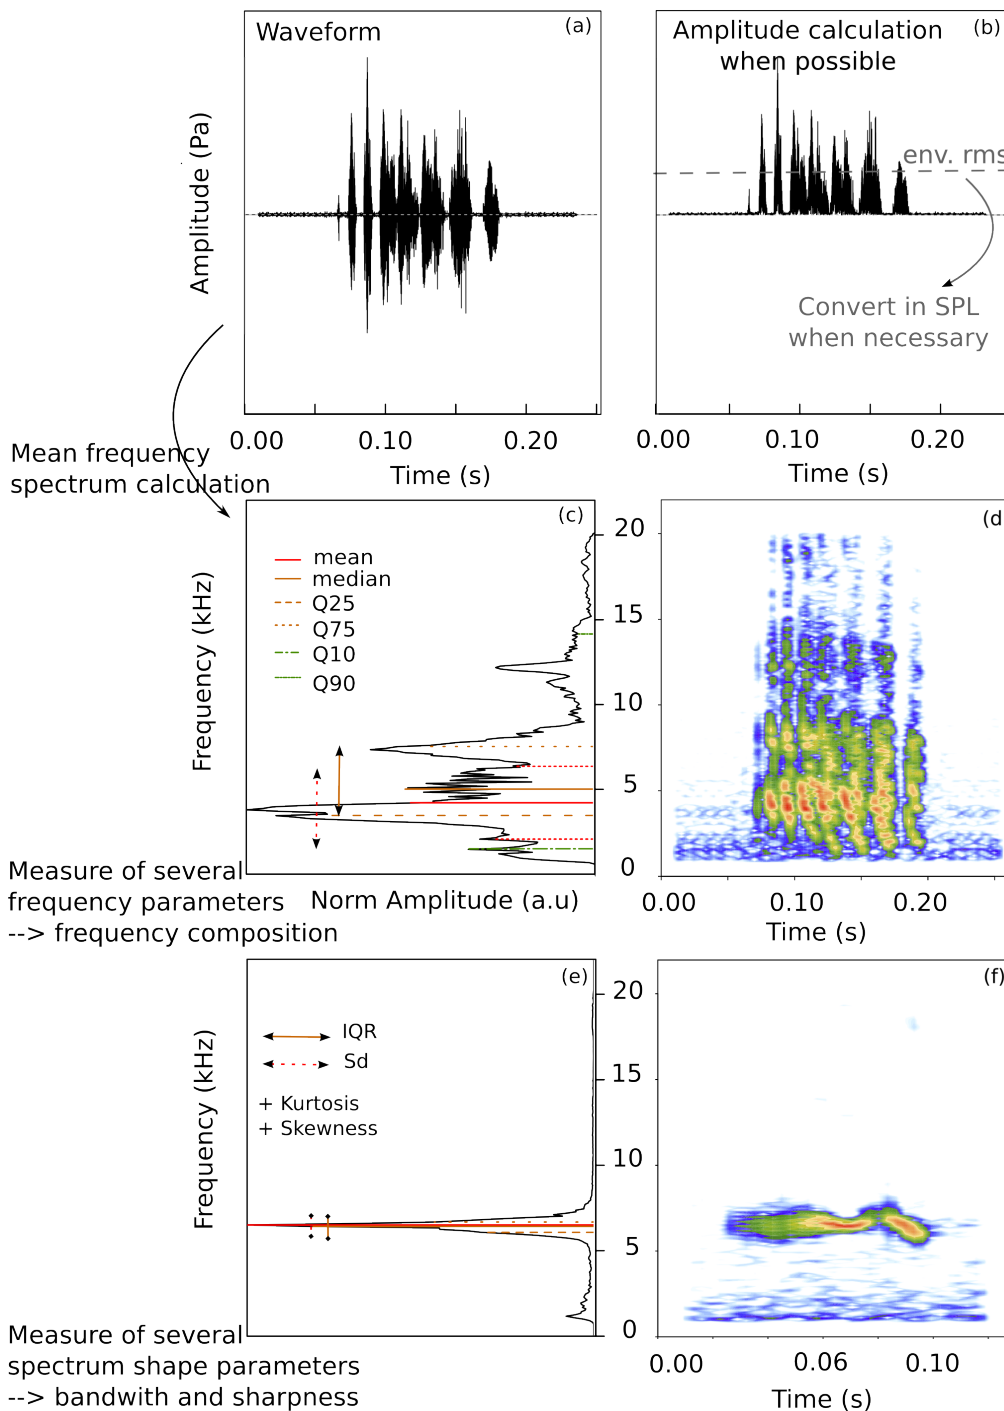 Waveform
(a)
Amplitude (Pa)
0.00
0.10
0.20
Time (s)
Amplitude calculation
when possible
(b)
env. rms
Convert in SPL
when necessary
0.00
0.10
0.20
Time (s)
Mean frequency
spectrum calculation
(c)
mean
median
Q25
Q75
Q10
Q90
Frequency (kHz)
20
15
10
5
0
Norm Amplitude (a.u)
(d
0.00
0.10
0.20
Time (s)
Measure of several
frequency parameters
--> frequency composition
(e)
IQR
Sd
+ Kurtosis
+ Skewness
Frequency (kHz)
20
15
10
5
0
(f)
0.00
0.06
0.10
Time (s)
Measure of several
spectrum shape parameters
--> bandwith and sharpness